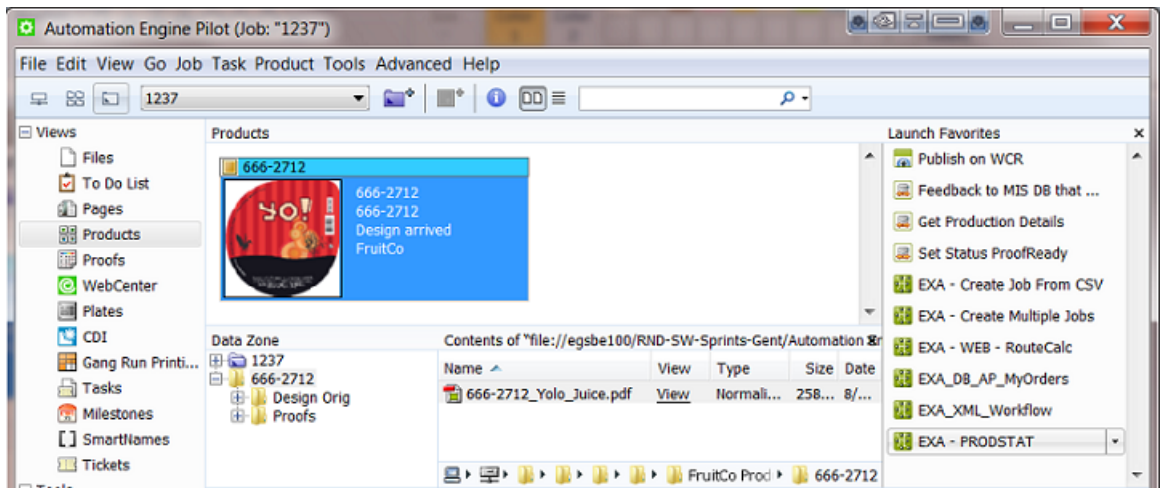 Automation Engine Pilot (Job: "1237")
File Edit View Go Job Task Product Tools Advanced Help
1237
Views
Files
To Do List
Pages
Products
Proofs
WebCenter
Plates
CDI
Gang Run Printi...
Tasks
Milestones
SmartNames
Tickets
Products
666-2712
YO!
666-2712
666-2712
Design arrived
FruitCo
Data Zone
1237
666-2712
Design Orig
Proofs
Contents of "file://egsbe100/RND-SW-Sprints-Gent/Automation
Name View Type Size Date
666-2712_Yolo_Juice.pdf View Normali... 258... 8/...
FruitCo Prod 666-2712
Launch Favorites
Publish on WCR
Feedback to MIS DB that ...
Get Production Details
Set Status ProofReady
EXA - Create Job From CSV
EXA - Create Multiple Jobs
EXA - WEB - RouteCalc
EXA_DB_AP_MyOrders
EXA_XML_Workflow
EXA - PRODSTAT